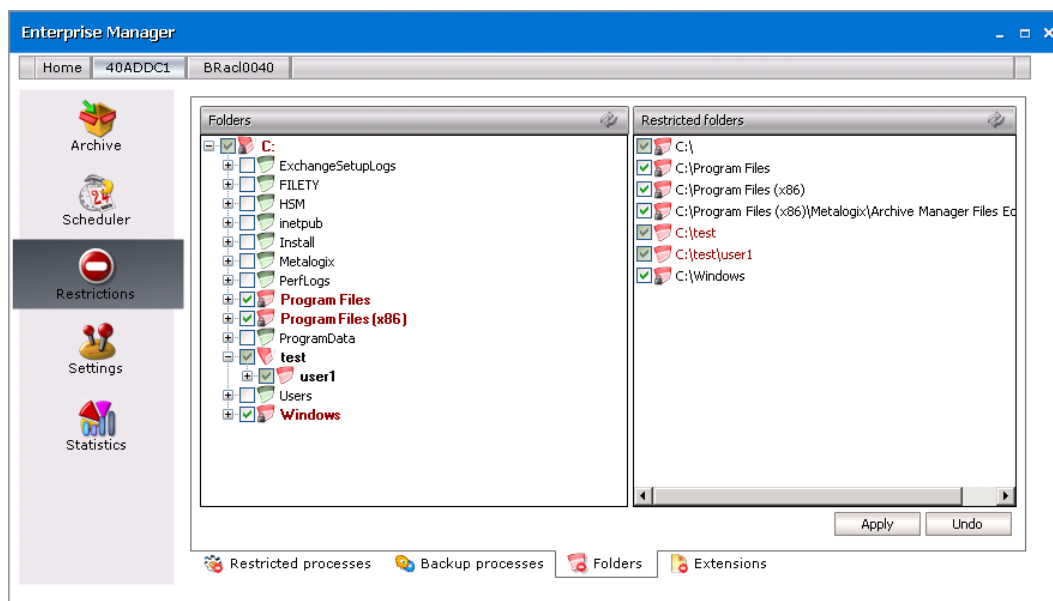 Enterprise Manager
Home 40ADDC1 BRacl0040
Archive
24
Scheduler
Restrictions
Settings
Statistics
Folders
C:
ExchangeSetupLogs
FILETY
HSM
inetpub
Install
Metalogix
PerfLogs
Program Files
Program Files (x86)
ProgramData
test
user1
Users
Windows
Restricted folders
C:\
C:\Program Files
C:\Program Files (x86)
C:\Program Files (x86)\Metalogix\Archive Manager Files Ed
C:\test
C:\test\user1
C:\Windows
Apply Undo
Restricted processes Backup processes Folders Extensions